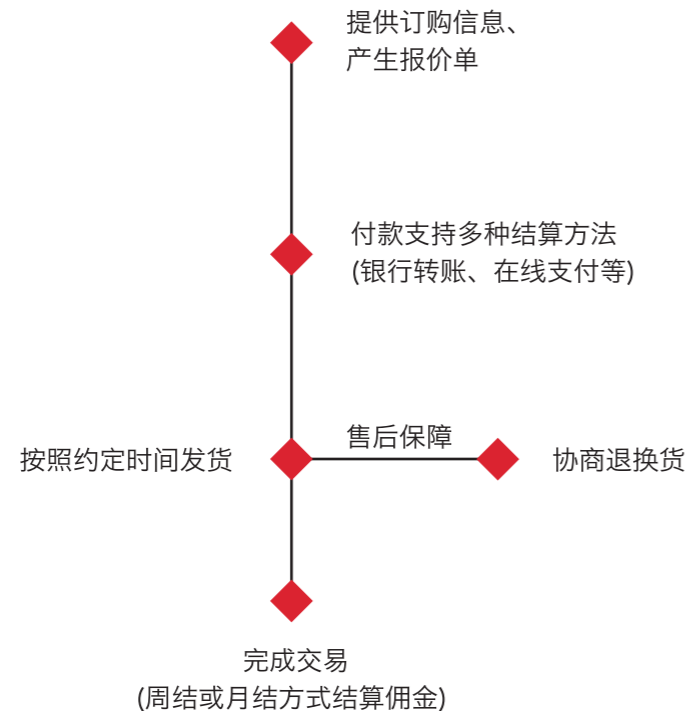 提供订购信息、
产生报价单
付款支持多种结算方法
(银行转账、在线支付等)
按照约定时间发货
售后保障
协商退换货
完成交易
(周结或月结方式结算佣金)